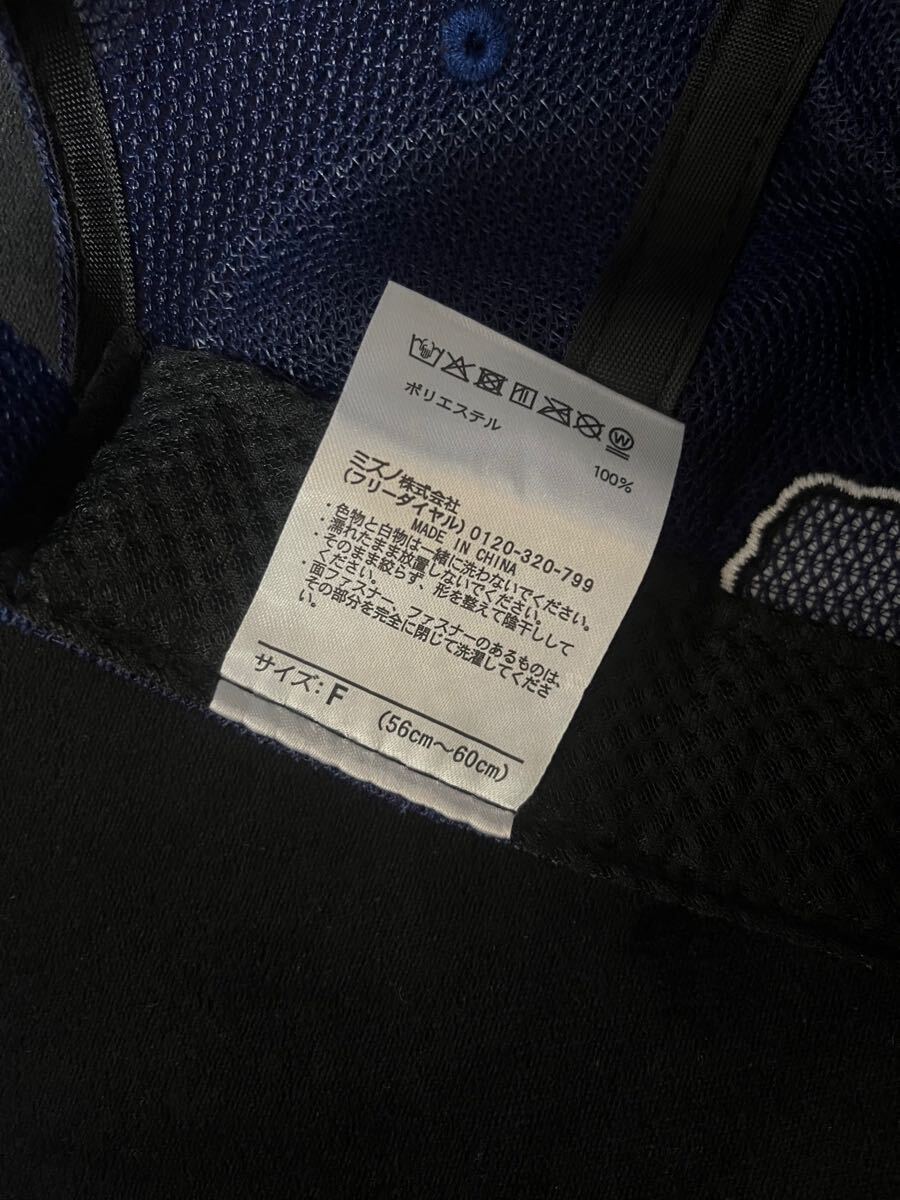 ポリエステル 100%
ミズノ株式会社
(フリーダイヤル)0120-320-799
MADE IN CHINA
・色物と白物は一緒に洗わないでください。
・濡れたまま放置しないでください。
・そのまま絞らず、形を整えて陰干ししてください。
・面ファスナー、ファスナーのあるものは、
その部分を完全に閉じて洗濯してください。
サイズ:F (56cm～60cm)
W